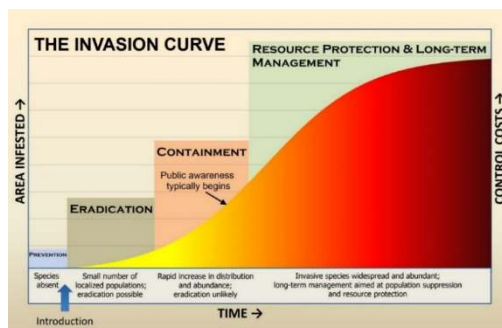 THE INVASION CURVE
RESOURCE PROTECTION & LONG-TERM
MANAGEMENT
CONTAINMENT
Public awareness
typically begins
ERADICATION
PREVENTION
AREA INFESTED →
CONTROL COSTS →
Species
absent
Small number of
localized populations;
eradication possible
Rapid increase in distribution
and abundance;
eradication unlikely
Invasive species widespread and abundant;
long-term management aimed at population suppression
and resource protection
Introduction
TIME →